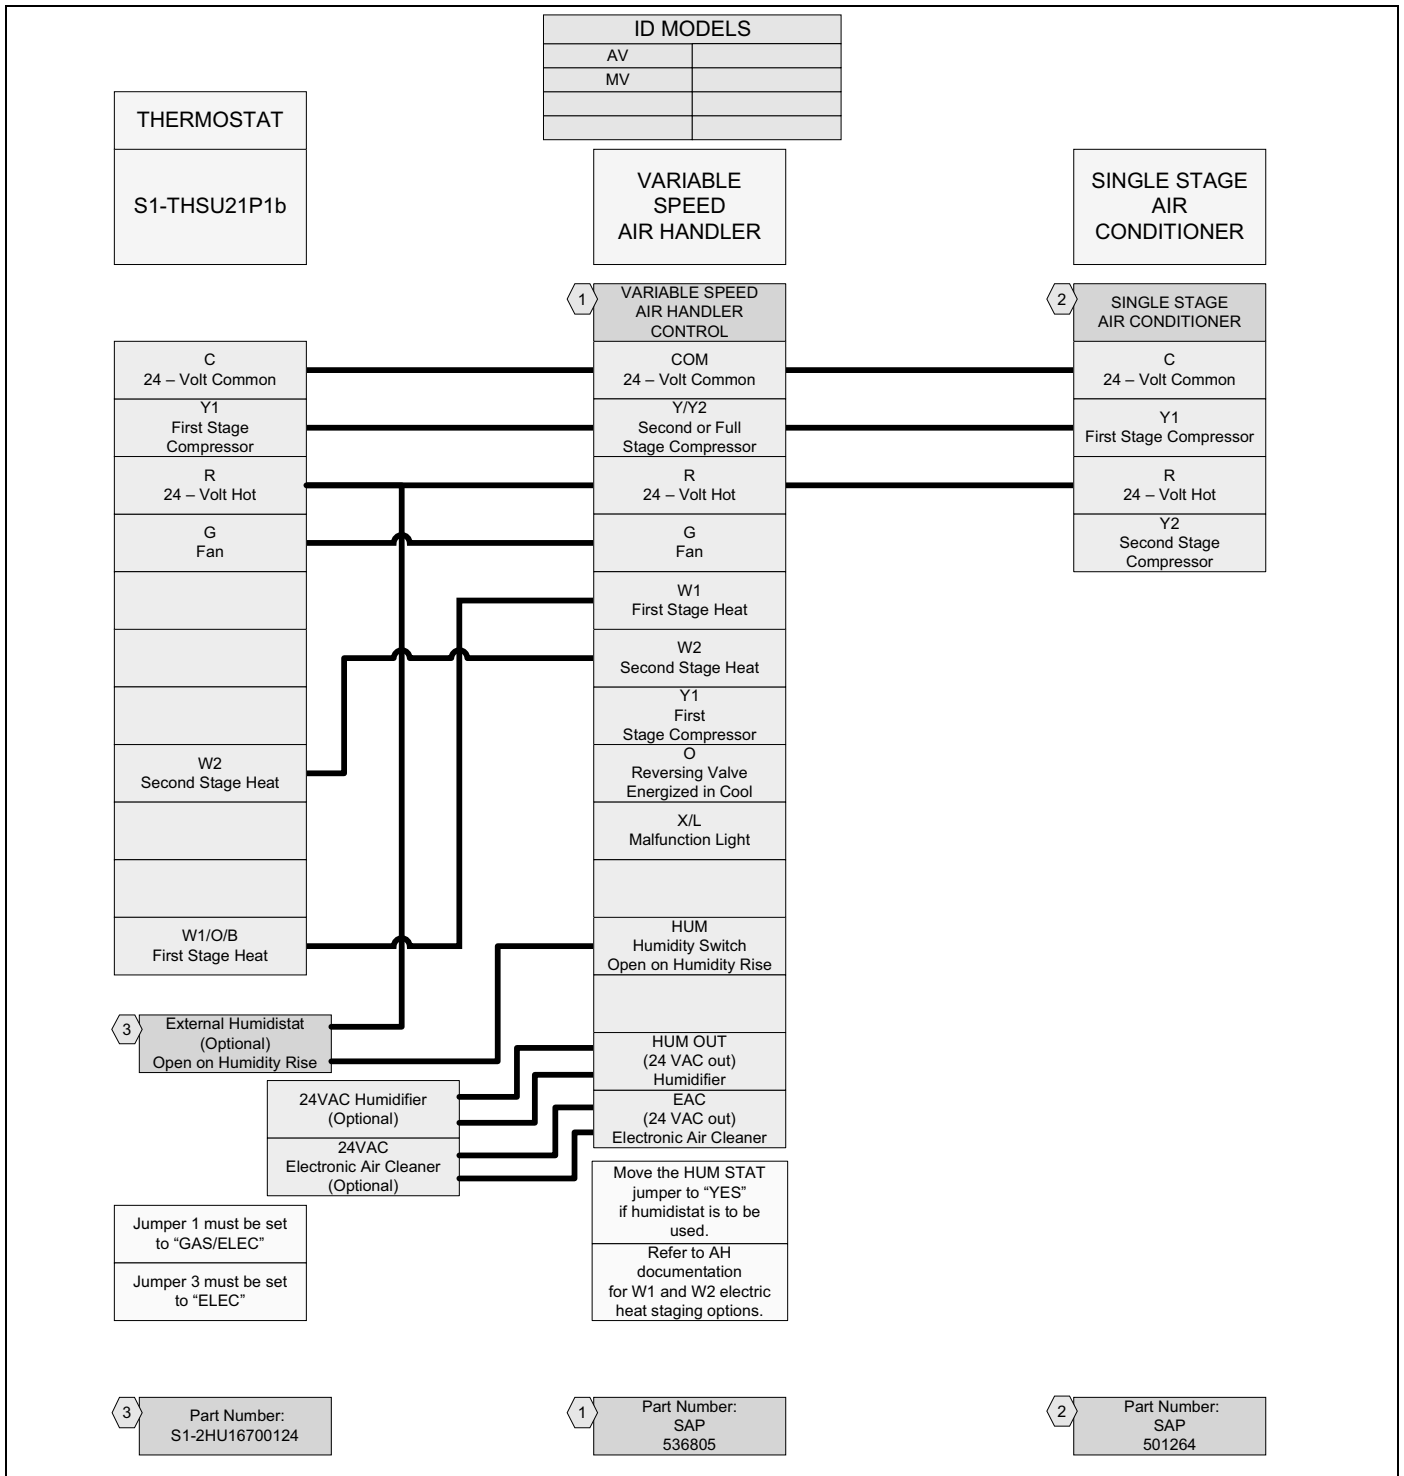 ID MODELS
AV
MV
THERMOSTAT
S1-THSU21P1b
VARIABLE
SPEED
AIR HANDLER
SINGLE STAGE
AIR
CONDITIONER
1
VARIABLE SPEED
AIR HANDLER
CONTROL
2
SINGLE STAGE
AIR CONDITIONER
C
24 – Volt Common
Y1
First Stage
Compressor
R
24 – Volt Hot
G
Fan
W2
Second Stage Heat
W1/O/B
First Stage Heat
COM
24 – Volt Common
Y/Y2
Second or Full
Stage Compressor
R
24 – Volt Hot
G
Fan
W1
First Stage Heat
W2
Second Stage Heat
Y1
First
Stage Compressor
O
Reversing Valve
Energized in Cool
X/L
Malfunction Light
HUM
Humidity Switch
Open on Humidity Rise
HUM OUT
(24 VAC out)
Humidifier
EAC
(24 VAC out)
Electronic Air Cleaner
C
24 – Volt Common
Y1
First Stage Compressor
R
24 – Volt Hot
Y2
Second Stage
Compressor
3
External Humidistat
(Optional)
Open on Humidity Rise
24VAC Humidifier
(Optional)
24VAC
Electronic Air Cleaner
(Optional)
Jumper 1 must be set
to “GAS/ELEC”
Jumper 3 must be set
to “ELEC”
Move the HUM STAT
jumper to “YES”
if humidistat is to be
used.
Refer to AH
documentation
for W1 and W2 electric
heat staging options.
3
Part Number:
S1-2HU16700124
1
Part Number:
SAP
536805
2
Part Number:
SAP
501264